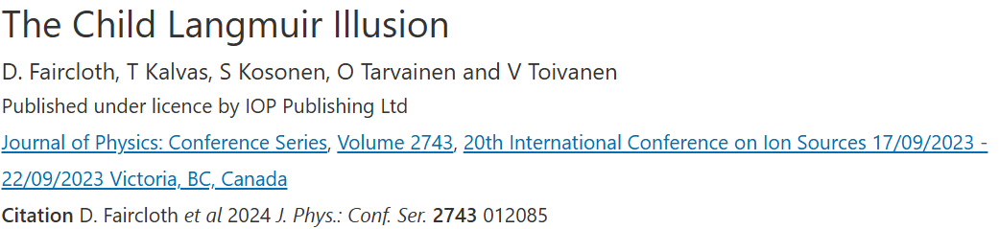 The Child Langmuir Illusion
D. Faircloth, T Kalvas, S Kosonen, O Tarvainen and V Toivanen
Published under licence by IOP Publishing Ltd
Journal of Physics: Conference Series, Volume 2743, 20th International Conference on Ion Sources 17/09/2023 -
22/09/2023 Victoria, BC, Canada
Citation D. Faircloth et al 2024 J. Phys.: Conf. Ser. 2743 012085